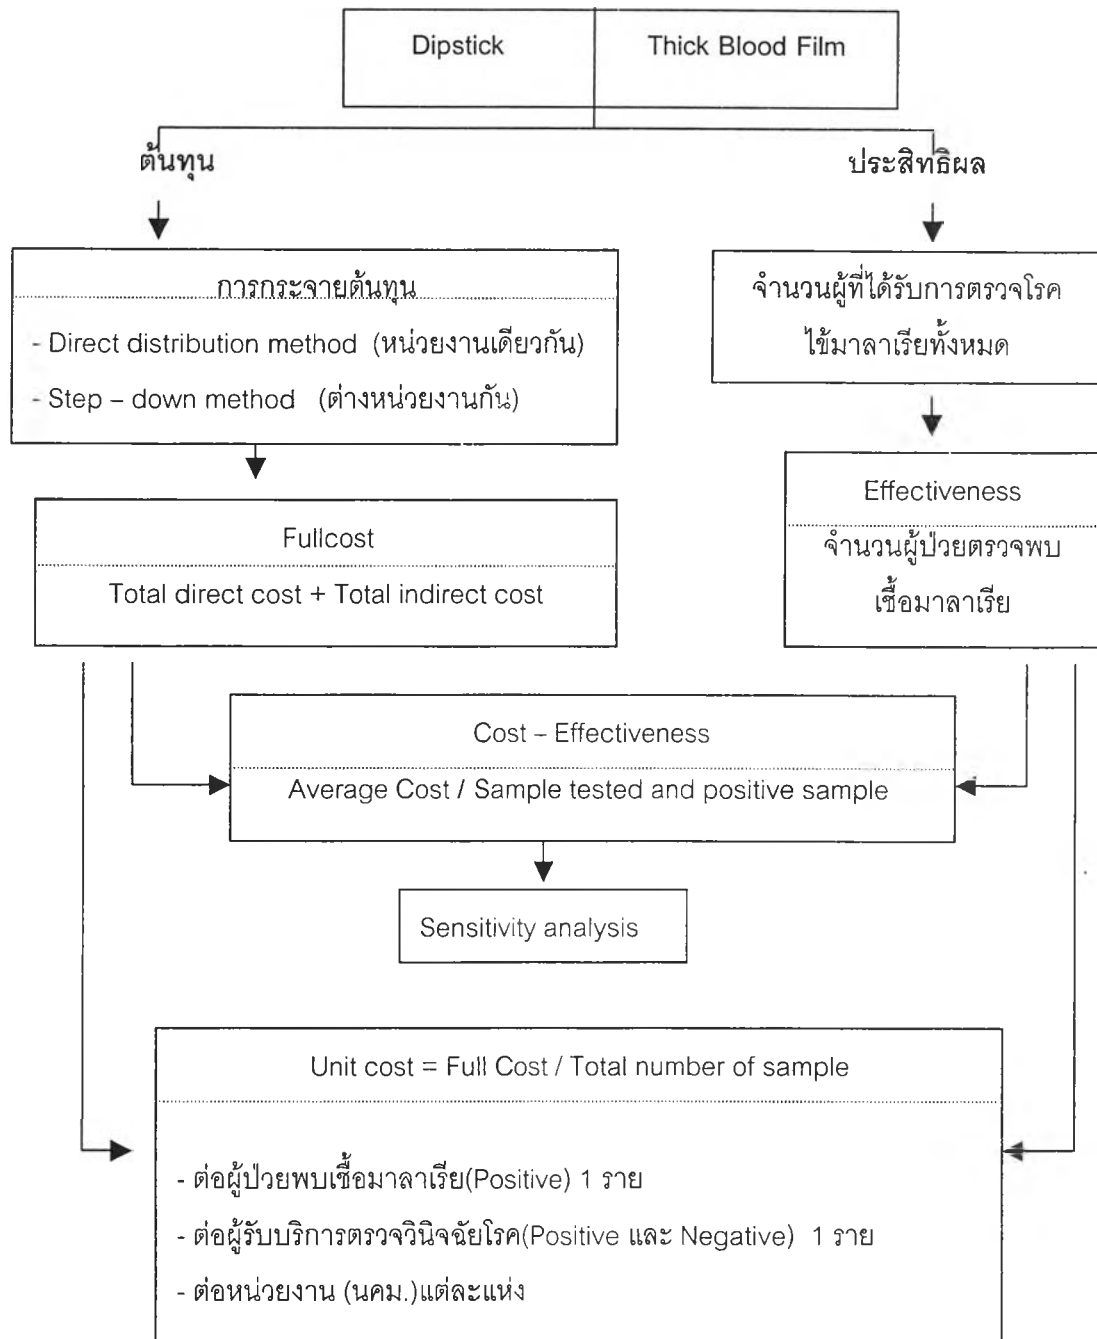 Dipstick
Thick Blood Film
ต้นทุน
ประสิทธิผล
การกระจายต้นทุน
- Direct distribution method (หน่วยงานเดียวกัน)
- Step – down method (ต่างหน่วยงานกัน)
จำนวนผู้ที่ได้รับการตรวจโรค
ไข้มาลาเรียทั้งหมด
Fullcost
Total direct cost + Total indirect cost
Effectiveness
จำนวนผู้ป่วยตรวจพบ
เชื้อมาลาเรีย
Cost – Effectiveness
Average Cost / Sample tested and positive sample
Sensitivity analysis
Unit cost = Full Cost / Total number of sample
- ต่อผู้ป่วยพบเชื้อมาลาเรีย(Positive) 1 ราย
- ต่อผู้รับบริการตรวจวินิจฉัยโรค(Positive และ Negative) 1 ราย
- ต่อหน่วยงาน (นคม.)แต่ละแห่ง